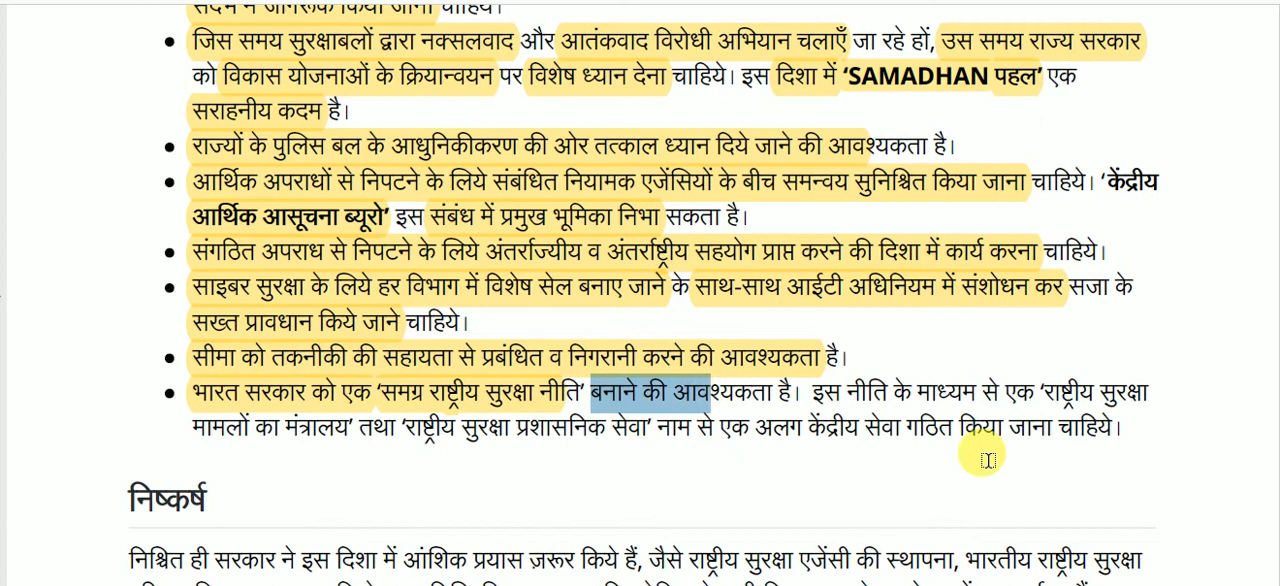 संदर्भ में जागरूक किया जाना चाहिये।
जिस समय सुरक्षाबलों द्वारा नक्सलवाद और आतंकवाद विरोधी अभियान चलाएँ जा रहे हों, उस समय राज्य सरकार
को विकास योजनाओं के क्रियान्वयन पर विशेष ध्यान देना चाहिये। इस दिशा में ‘SAMADHAN पहल’ एक
सराहनीय कदम है।
राज्यों के पुलिस बल के आधुनिकीकरण की ओर तत्काल ध्यान दिये जाने की आवश्यकता है।
आर्थिक अपराधों से निपटने के लिये संबंधित नियामक एजेंसियों के बीच समन्वय सुनिश्चित किया जाना चाहिये। ‘केंद्रीय
आर्थिक आसूचना ब्यूरो’ इस संबंध में प्रमुख भूमिका निभा सकता है।
संगठित अपराध से निपटने के लिये अंतर्राज्यीय व अंतर्राष्ट्रीय सहयोग प्राप्त करने की दिशा में कार्य करना चाहिये।
साइबर सुरक्षा के लिये हर विभाग में विशेष सेल बनाए जाने के साथ-साथ आईटी अधिनियम में संशोधन कर सजा के
सख्त प्रावधान किये जाने चाहिये।
सीमा को तकनीकी की सहायता से प्रबंधित व निगरानी करने की आवश्यकता है।
भारत सरकार को एक ‘समग्र राष्ट्रीय सुरक्षा नीति’ बनाने की आवश्यकता है। इस नीति के माध्यम से एक ‘राष्ट्रीय सुरक्षा
मामलों का मंत्रालय’ तथा ‘राष्ट्रीय सुरक्षा प्रशासनिक सेवा’ नाम से एक अलग केंद्रीय सेवा गठित किया जाना चाहिये।
निष्कर्ष
निश्चित ही सरकार ने इस दिशा में आंशिक प्रयास ज़रूर किये हैं, जैसे राष्ट्रीय सुरक्षा एजेंसी की स्थापना, भारतीय राष्ट्रीय सुरक्षा